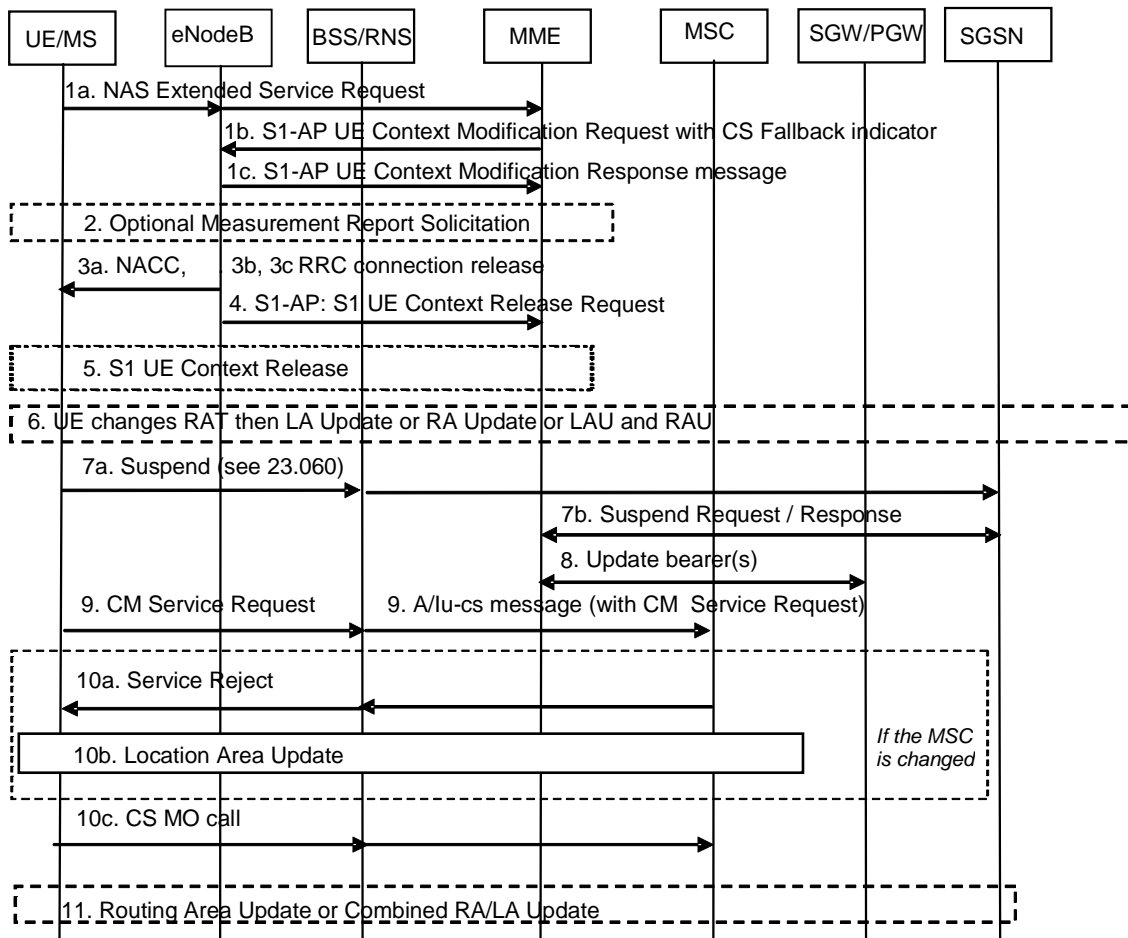 UE/MS
eNodeB
BSS/RNS
MME
MSC
SGW/PGW
SGSN
1a. NAS Extended Service Request
1b. S1-AP UE Context Modification Request with CS Fallback indicator
1c. S1-AP UE Context Modification Response message
2. Optional Measurement Report Solicitation
3a. NACC, . 3b, 3c RRC connection release
4. S1-AP: S1 UE Context Release Request
5. S1 UE Context Release
6. UE changes RAT then LA Update or RA Update or LAU and RAU
7a. Suspend (see 23.060)
7b. Suspend Request / Response
8. Update bearer(s)
9. CM Service Request
9. A/Iu-cs message (with CM Service Request)
10a. Service Reject
If the MSC
is changed
10b. Location Area Update
10c. CS MO call
11. Routing Area Update or Combined RA/LA Update